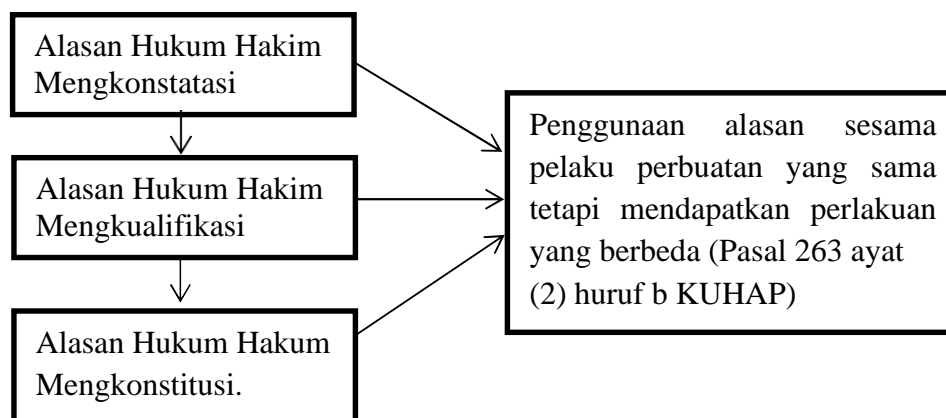 Alasan Hukum Hakim
Mengkonstatasi
Alasan Hukum Hakim
Mengkualifikasi
Alasan Hukum Hakum
Mengkonstitusi.
Penggunaan alasan sesama
pelaku perbuatan yang sama
tetapi mendapatkan perlakuan
yang berbeda (Pasal 263 ayat
(2) huruf b KUHAP)